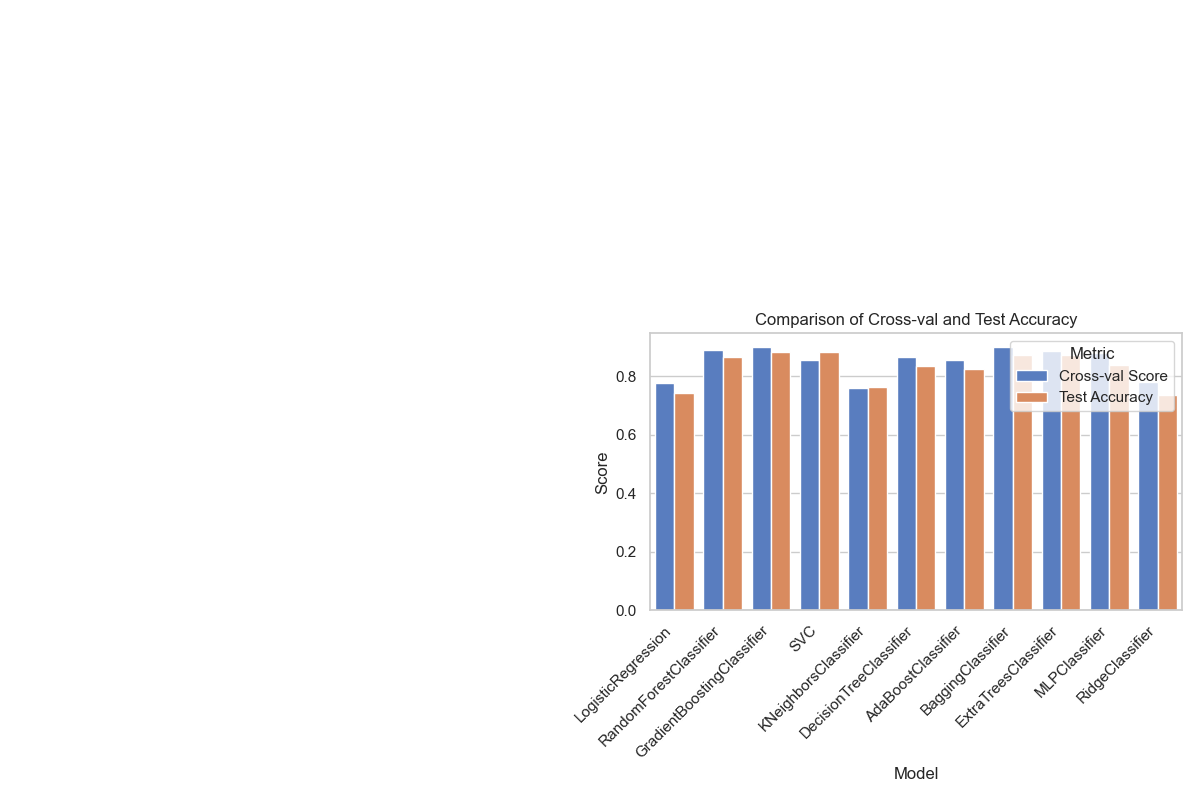 Comparison of Cross-val and Test Accuracy
Metric
Cross-val Score
Test Accuracy
0.8
0.6
0.4
0.2
0.0
Score
LogisticRegression
RandomForestClassifier
GradientBoostingClassifier
SVC
KNeighborsClassifier
DecisionTreeClassifier
AdaBoostClassifier
BaggingClassifier
ExtraTreesClassifier
MLPClassifier
RidgeClassifier
Model